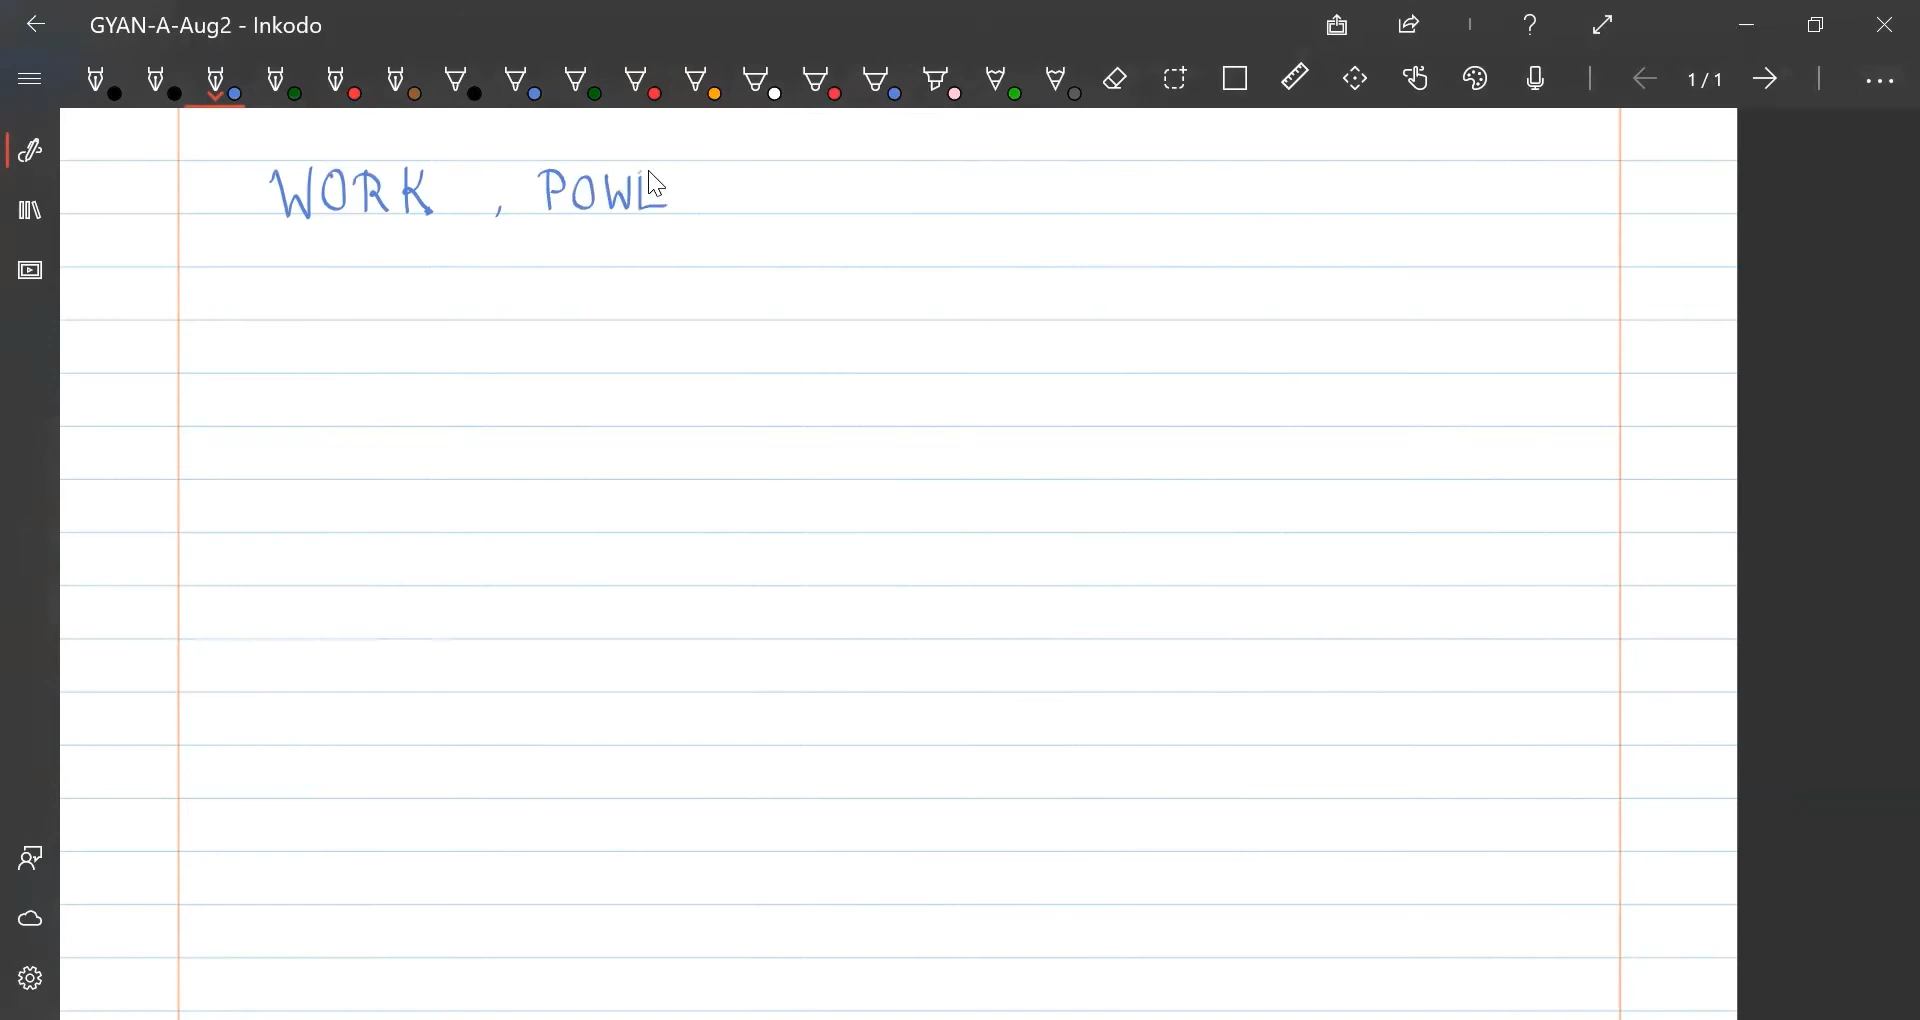 GYAN-A-Aug2 - Inkodo
1 / 1
WORK , POWE